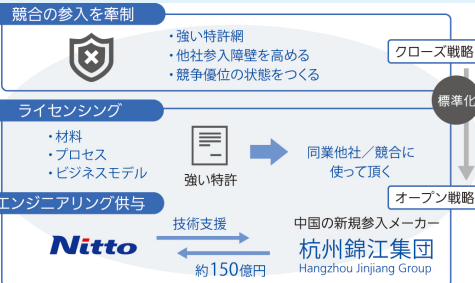 競合の参入を牽制
・強い特許網
・他社参入障壁を高める
・競争優位の状態をつくる
クローズ戦略
標準化
ライセンシング
・材料
・プロセス
・ビジネスモデル
強い特許
同業他社／競合に
使って頂く
オープン戦略
エンジニアリング供与
技術支援
中国の新規参入メーカー
Nitto
杭州錦江集団
Hangzhou Jinjiang Group
約150億円